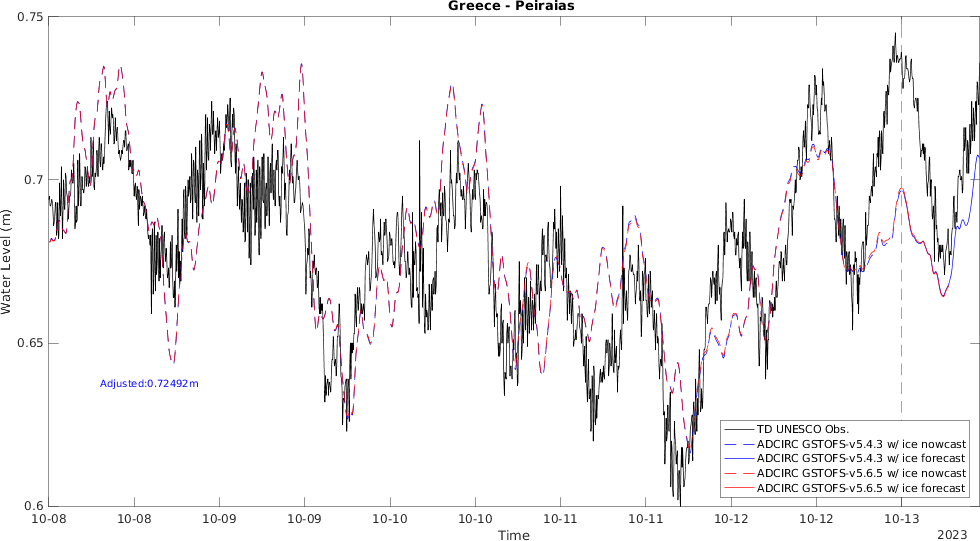 Greece - Peiraias
0.75
0.7
0.65
0.6
Water Level (m)
Adjusted:0.72492m
TD UNESCO Obs.
ADCIRC GSTOFS-v5.4.3 w/ ice nowcast
ADCIRC GSTOFS-v5.4.3 w/ ice forecast
ADCIRC GSTOFS-v5.6.5 w/ ice nowcast
ADCIRC GSTOFS-v5.6.5 w/ ice forecast
10-08 10-08 10-09 10-09 10-10 10-10 10-11 10-11 10-12 10-12 10-13
Time
2023